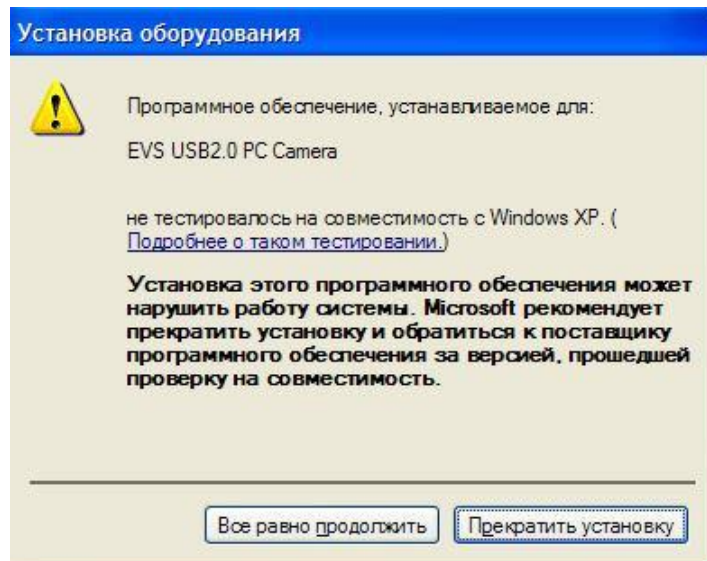 Установка оборудования
Программное обеспечение, устанавливаемое для:
EVS USB2.0 PC Camera
не тестировалось на совместимость с Windows XP. (
Подробнее о таком тестировании.)
Установка этого программного обеспечения может
нарушить работу системы. Microsoft рекомендует
прекратить установку и обратиться к поставщику
программного обеспечения за версией, прошедшей
проверку на совместимость.
Все равно продолжить
Прекратить установку